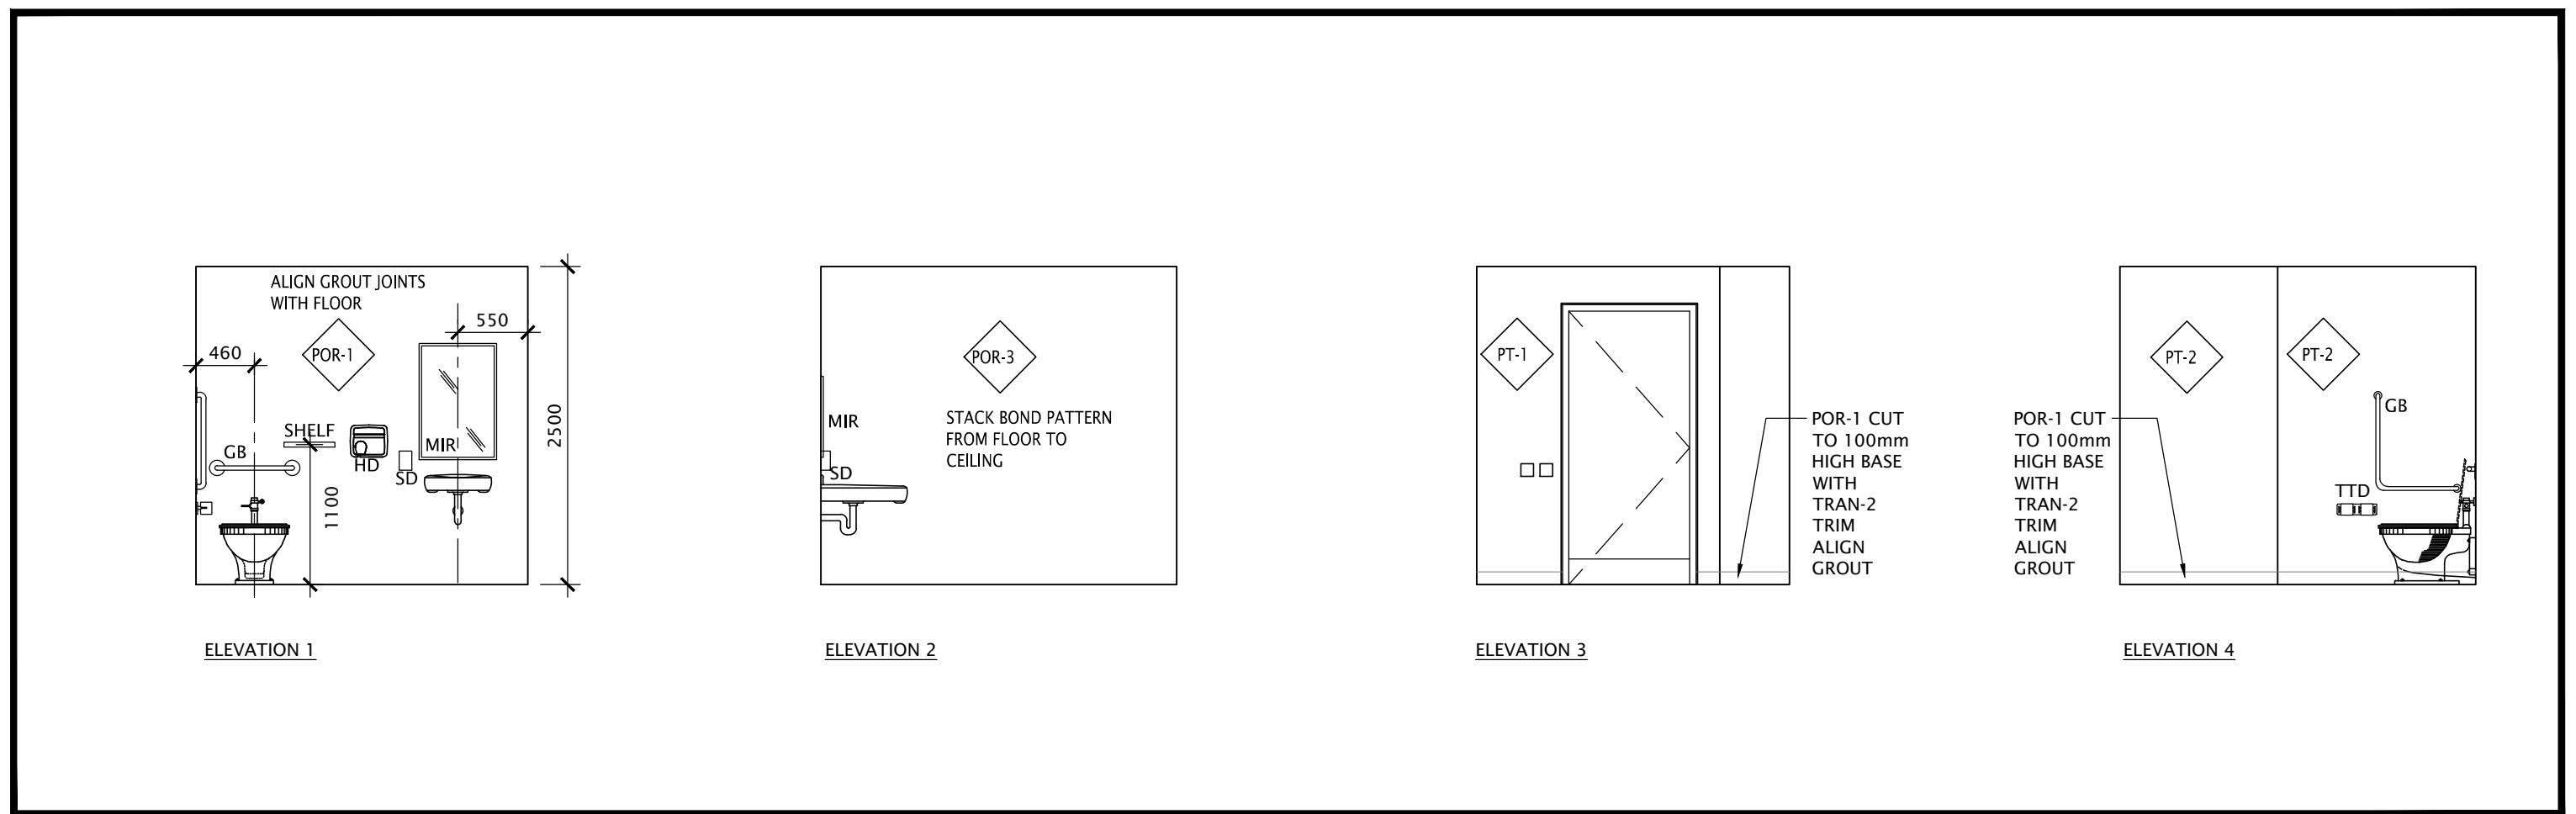 ALIGN GROUT JOINTS
WITH FLOOR
550
460
POR-1
2500
SHELF
GB
MIR
HD
SD
1100
ELEVATION 1
POR-3
MIR
STACK BOND PATTERN
FROM FLOOR TO
CEILING
SD
ELEVATION 2
PT-1
POR-1 CUT
TO 100mm
HIGH BASE
WITH
TRAN-2
TRIM
ALIGN
GROUT
ELEVATION 3
POR-1 CUT
TO 100mm
HIGH BASE
WITH
TRAN-2
TRIM
ALIGN
GROUT
PT-2
PT-2
GB
TTD
ELEVATION 4